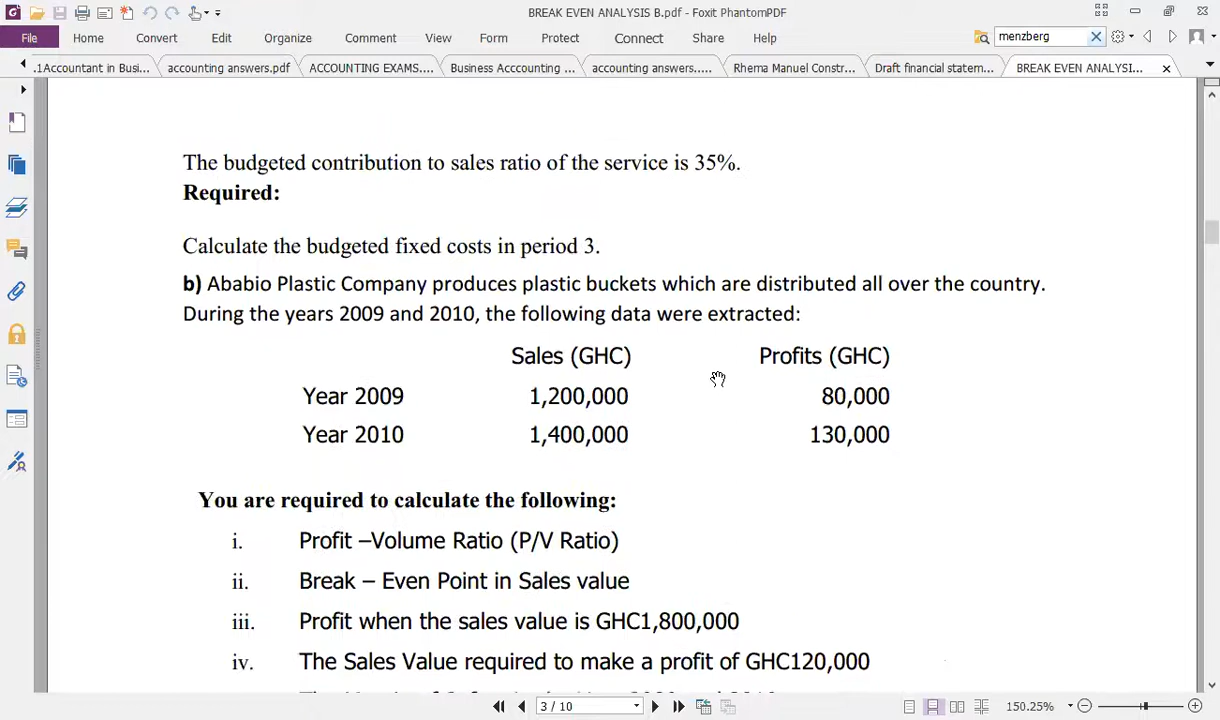 BREAK EVEN ANALYSIS B.pdf - Foxit PhantomPDF
File Home Convert Edit Organize Comment View Form Protect Connect Share Help menzberg
.1Accountant in Busi... accounting answers.pdf ACCOUNTING EXAMS.... Business Acccounting ... accounting answers..... Rhema Manuel Constr... Draft financial statem... BREAK EVEN ANALYSI...
The budgeted contribution to sales ratio of the service is 35%.
Required:
Calculate the budgeted fixed costs in period 3.
b) Ababio Plastic Company produces plastic buckets which are distributed all over the country.
During the years 2009 and 2010, the following data were extracted:
Sales (GHC) Profits (GHC)
Year 2009 1,200,000 80,000
Year 2010 1,400,000 130,000
You are required to calculate the following:
i. Profit –Volume Ratio (P/V Ratio)
ii. Break – Even Point in Sales value
iii. Profit when the sales value is GHC1,800,000
iv. The Sales Value required to make a profit of GHC120,000
3 / 10 150.25%